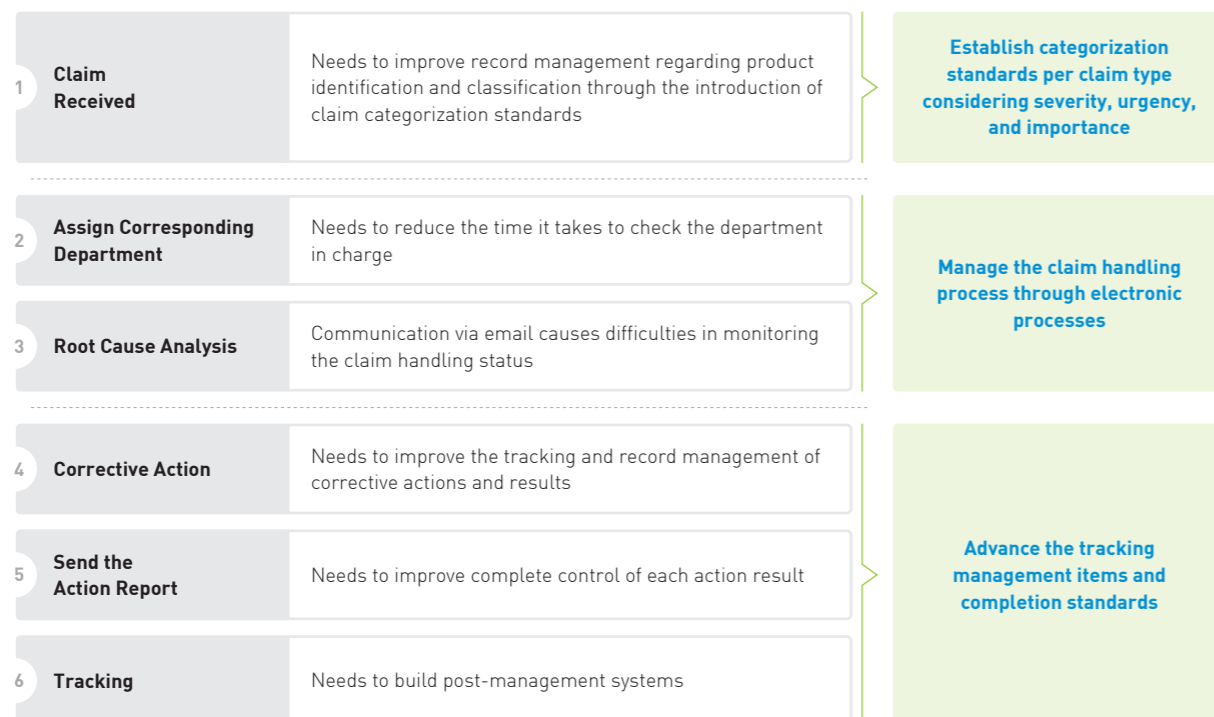 1
Claim
Received
Needs to improve record management regarding product
identification and classification through the introduction of
claim categorization standards
Establish categorization
standards per claim type
considering severity, urgency,
and importance
2
Assign Corresponding
Department
Needs to reduce the time it takes to check the department
in charge
3
Root Cause Analysis
Communication via email causes difficulties in monitoring
the claim handling status
Manage the claim handling
process through electronic
processes
4
Corrective Action
Needs to improve the tracking and record management of
corrective actions and results
5
Send the
Action Report
Needs to improve complete control of each action result
6
Tracking
Needs to build post-management systems
Advance the tracking
management items and
completion standards